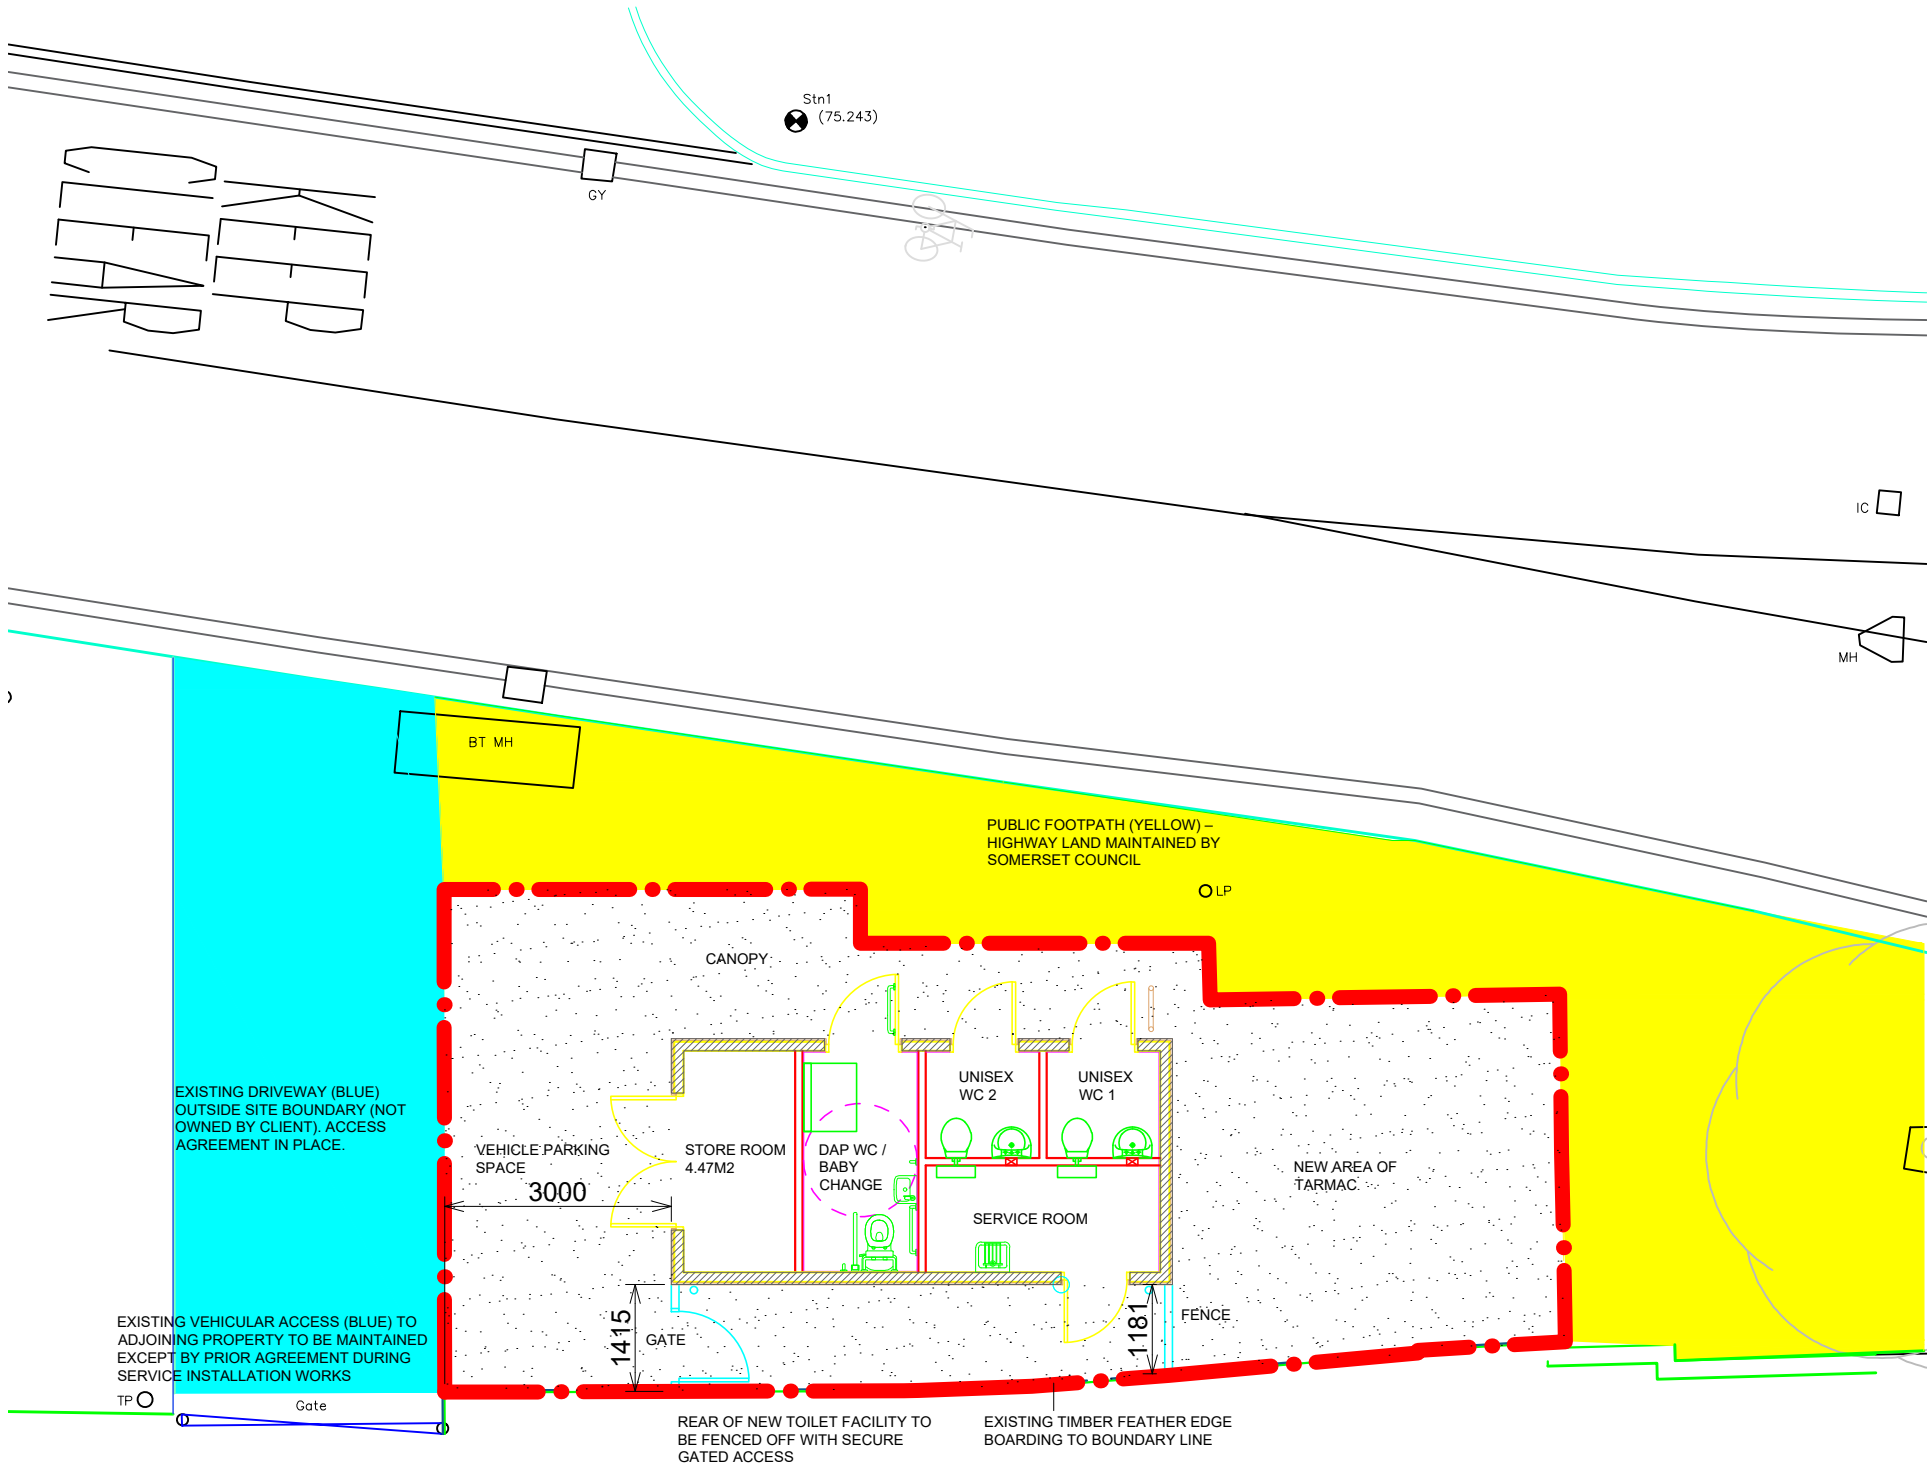 Stn1
(75.243)
GY
IC
MH
BT MH
PUBLIC FOOTPATH (YELLOW) –
HIGHWAY LAND MAINTAINED BY
SOMERSET COUNCIL
LP
CANOPY
EXISTING DRIVEWAY (BLUE)
OUTSIDE SITE BOUNDARY (NOT
OWNED BY CLIENT). ACCESS
AGREEMENT IN PLACE.
VEHICLE PARKING
SPACE
3000
STORE ROOM
4.47M2
DAP WC /
BABY
CHANGE
UNISEX
WC 2
UNISEX
WC 1
SERVICE ROOM
NEW AREA OF
TARMAC
EXISTING VEHICULAR ACCESS (BLUE) TO
ADJOINING PROPERTY TO BE MAINTAINED
EXCEPT BY PRIOR AGREEMENT DURING
SERVICE INSTALLATION WORKS
1415
GATE
1181
FENCE
TP
Gate
REAR OF NEW TOILET FACILITY TO
BE FENCED OFF WITH SECURE
GATED ACCESS
EXISTING TIMBER FEATHER EDGE
BOARDING TO BOUNDARY LINE